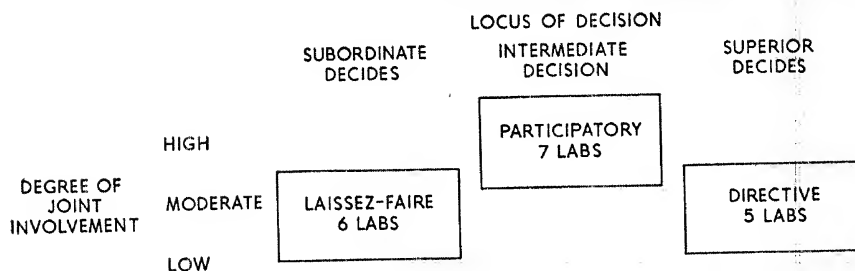 LOCUS OF DECISION
SUBORDINATE DECIDES
INTERMEDIATE DECISION
SUPERIOR DECIDES
DEGREE OF JOINT INVOLVEMENT
HIGH
MODERATE
LOW
PARTICIPATORY
7 LABS
LAISSEZ-FAIRE
6 LABS
DIRECTIVE
5 LABS